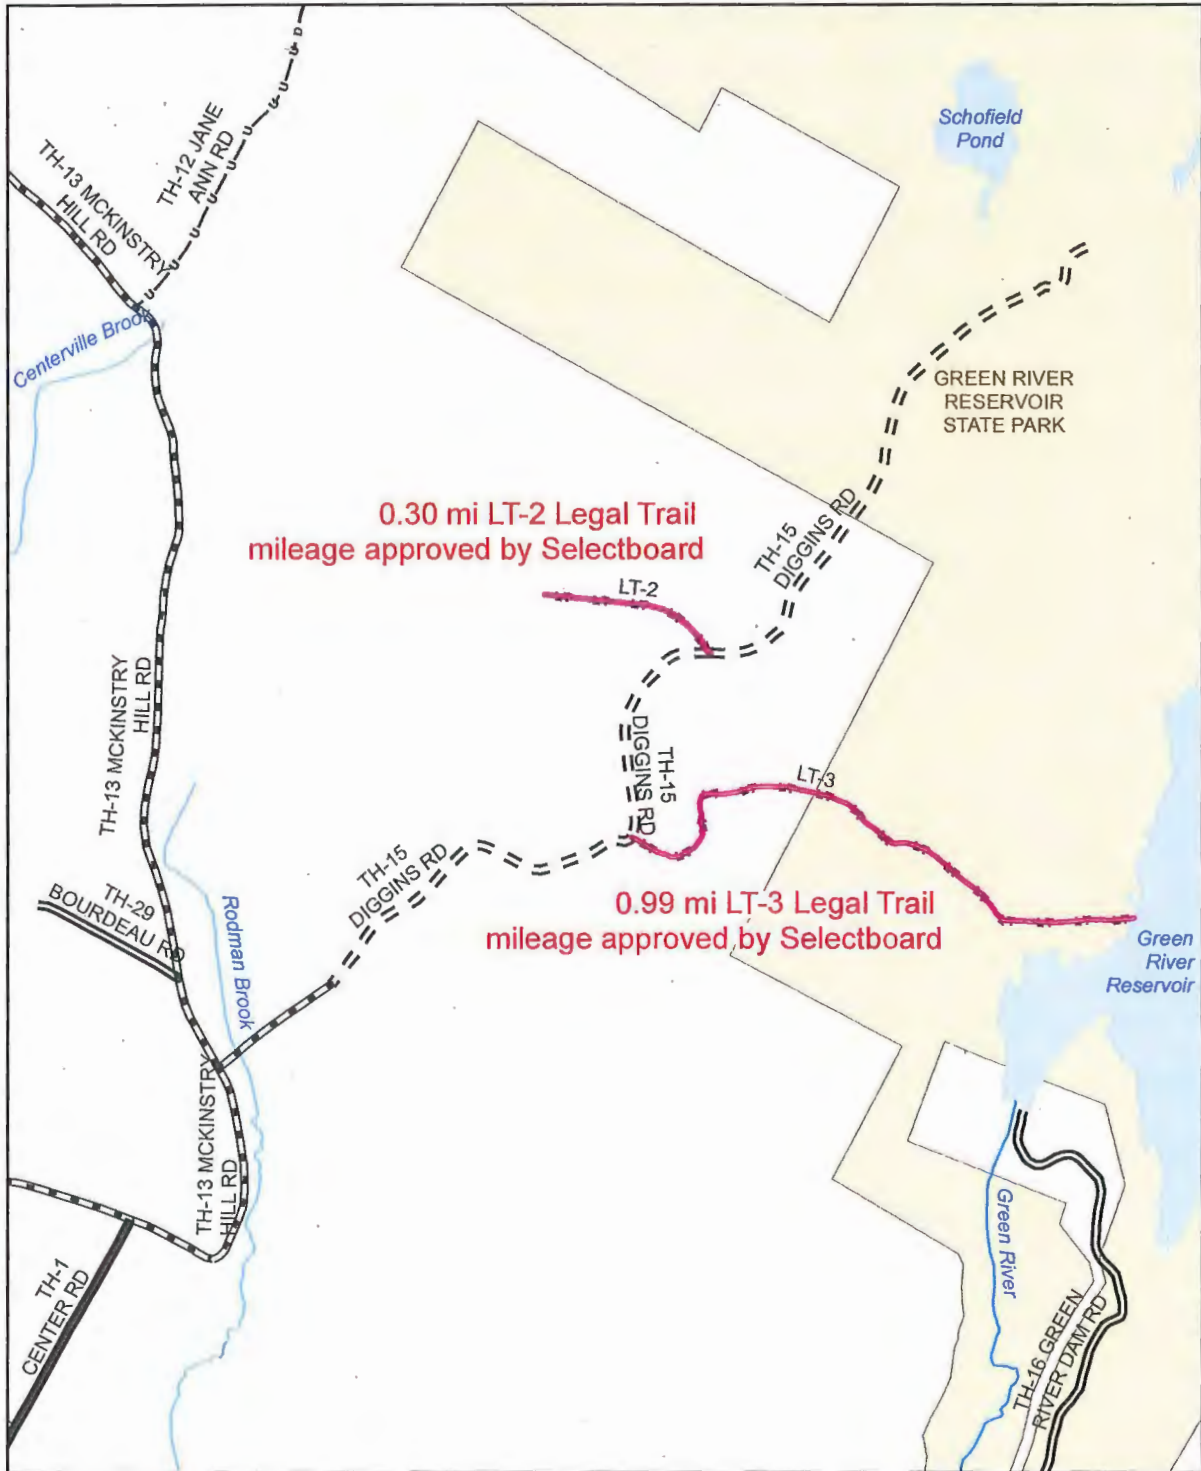 TH-12 JANE
ANN RD
TH-13 MCKINSTRY
HILL RD
Schofield
Pond
Centerville Brook
GREEN RIVER
RESERVOIR
STATE PARK
0.30 mi LT-2 Legal Trail
mileage approved by Selectboard
TH-15
DIGGINS RD
LT-2
TH-13 MCKINSTRY
HILL RD
TH-15
DIGGINS RD
LT-3
TH-15
DIGGINS RD
TH-29
BOURDEAU RD
Rodman Brook
0.99 mi LT-3 Legal Trail
mileage approved by Selectboard
Green
River
Reservoir
TH-13 MCKINSTRY
HILL RD
TH-1
CENTER RD
Green River
TH-16 GREEN
RIVER DAM RD